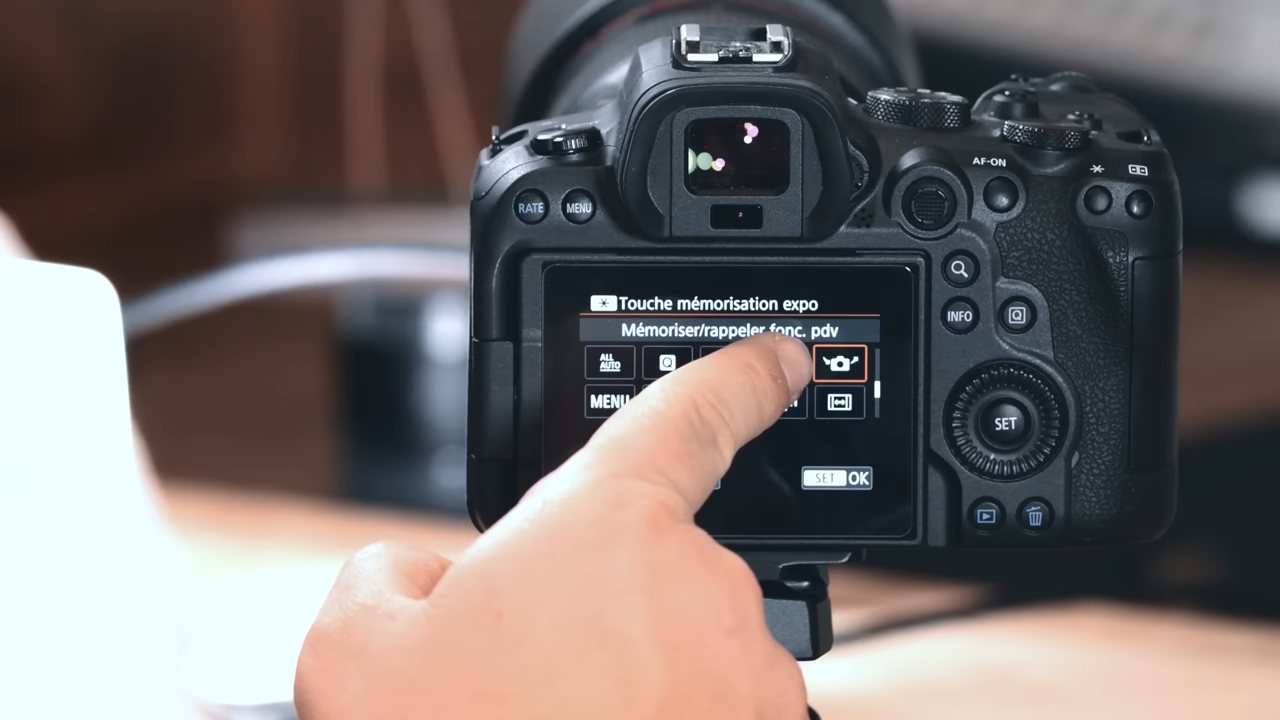 AF-ON
RATE
MENU
Touche mémorisation expo
Mémoriser/rappeler fonc. pdv
ALL
AUTO
Q
MENU
SET OK
INFO
Q
SET